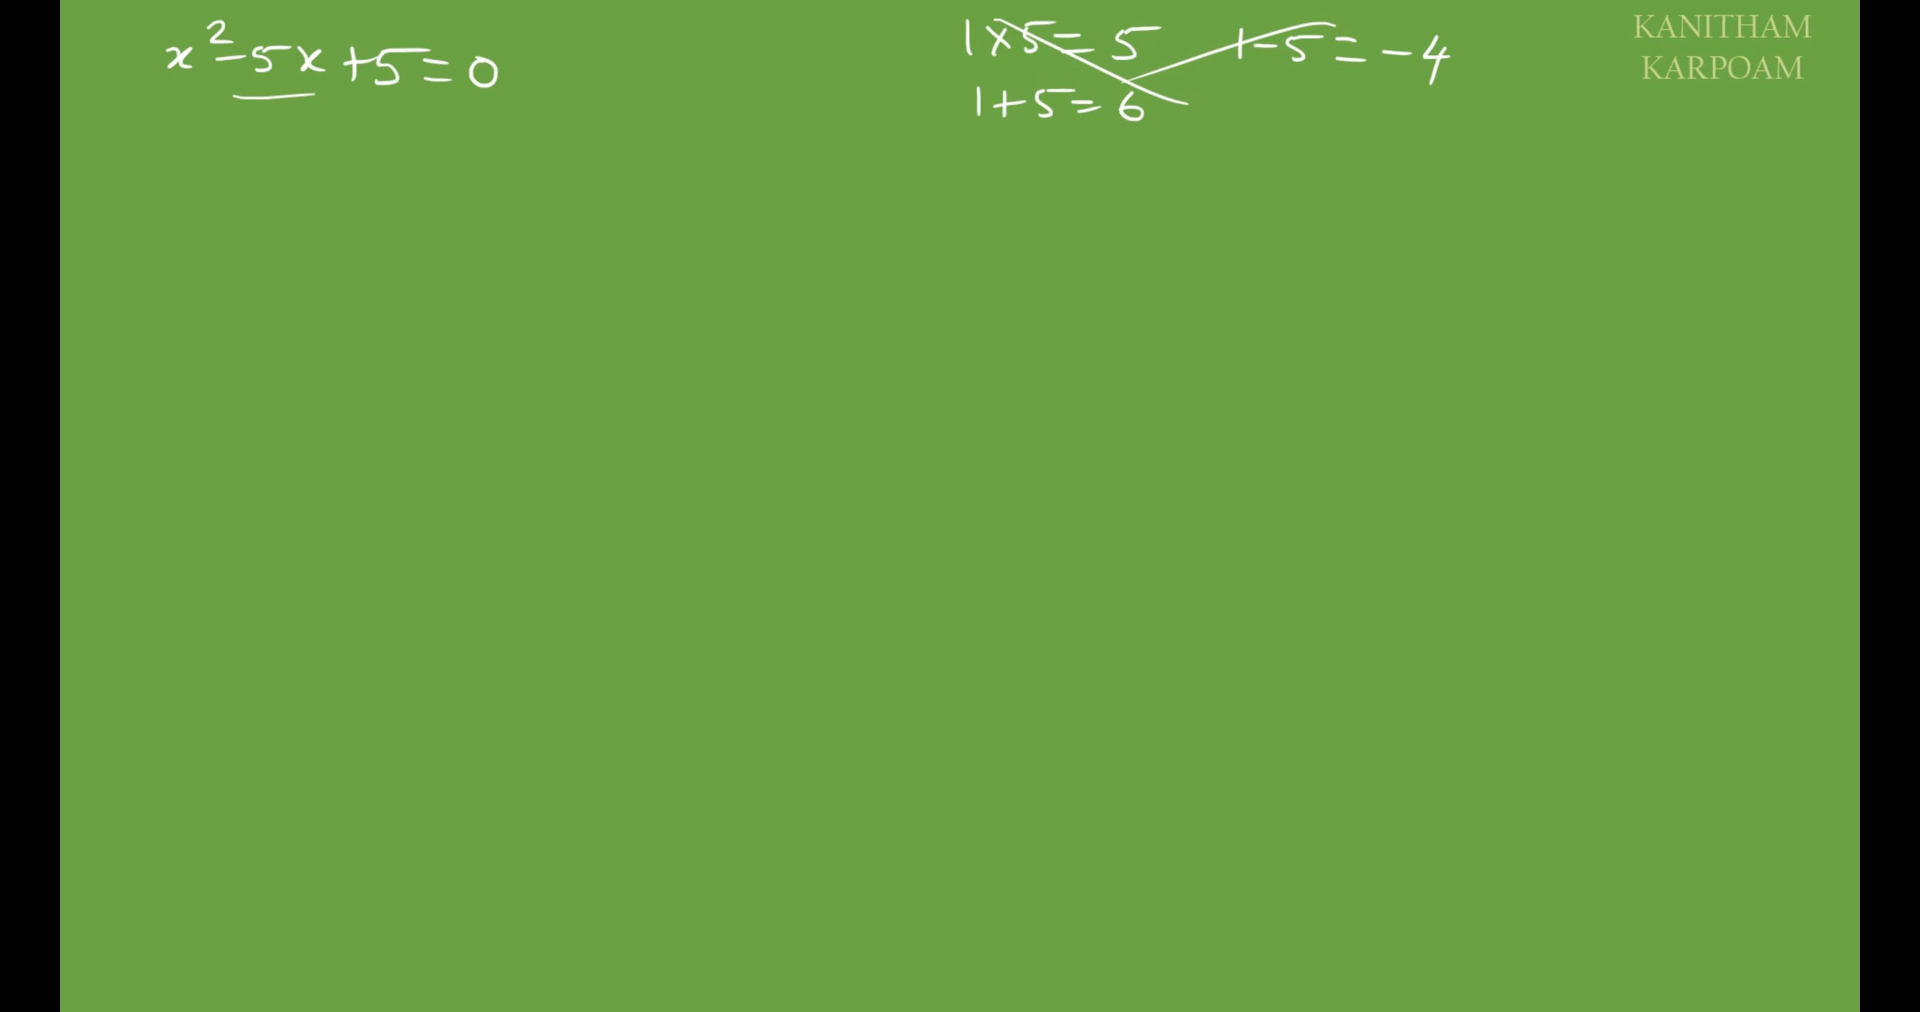 x² - 5x + 5 = 0
1 × 5 = 5
1 - 5 = -4
1 + 5 = 6
KANITHAM
KARPOAM